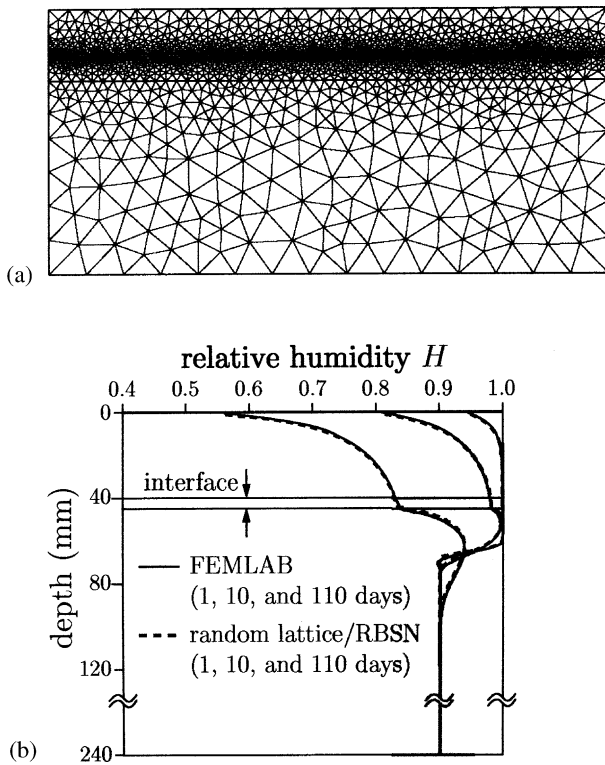 (a)
relative humidity H
0.4 0.5 0.6 0.7 0.8 0.9 1.0
0
interface
40
depth (mm)
FEMLAB
(1, 10, and 110 days)
80
random lattice/RBSN
(1, 10, and 110 days)
120
240
(b)